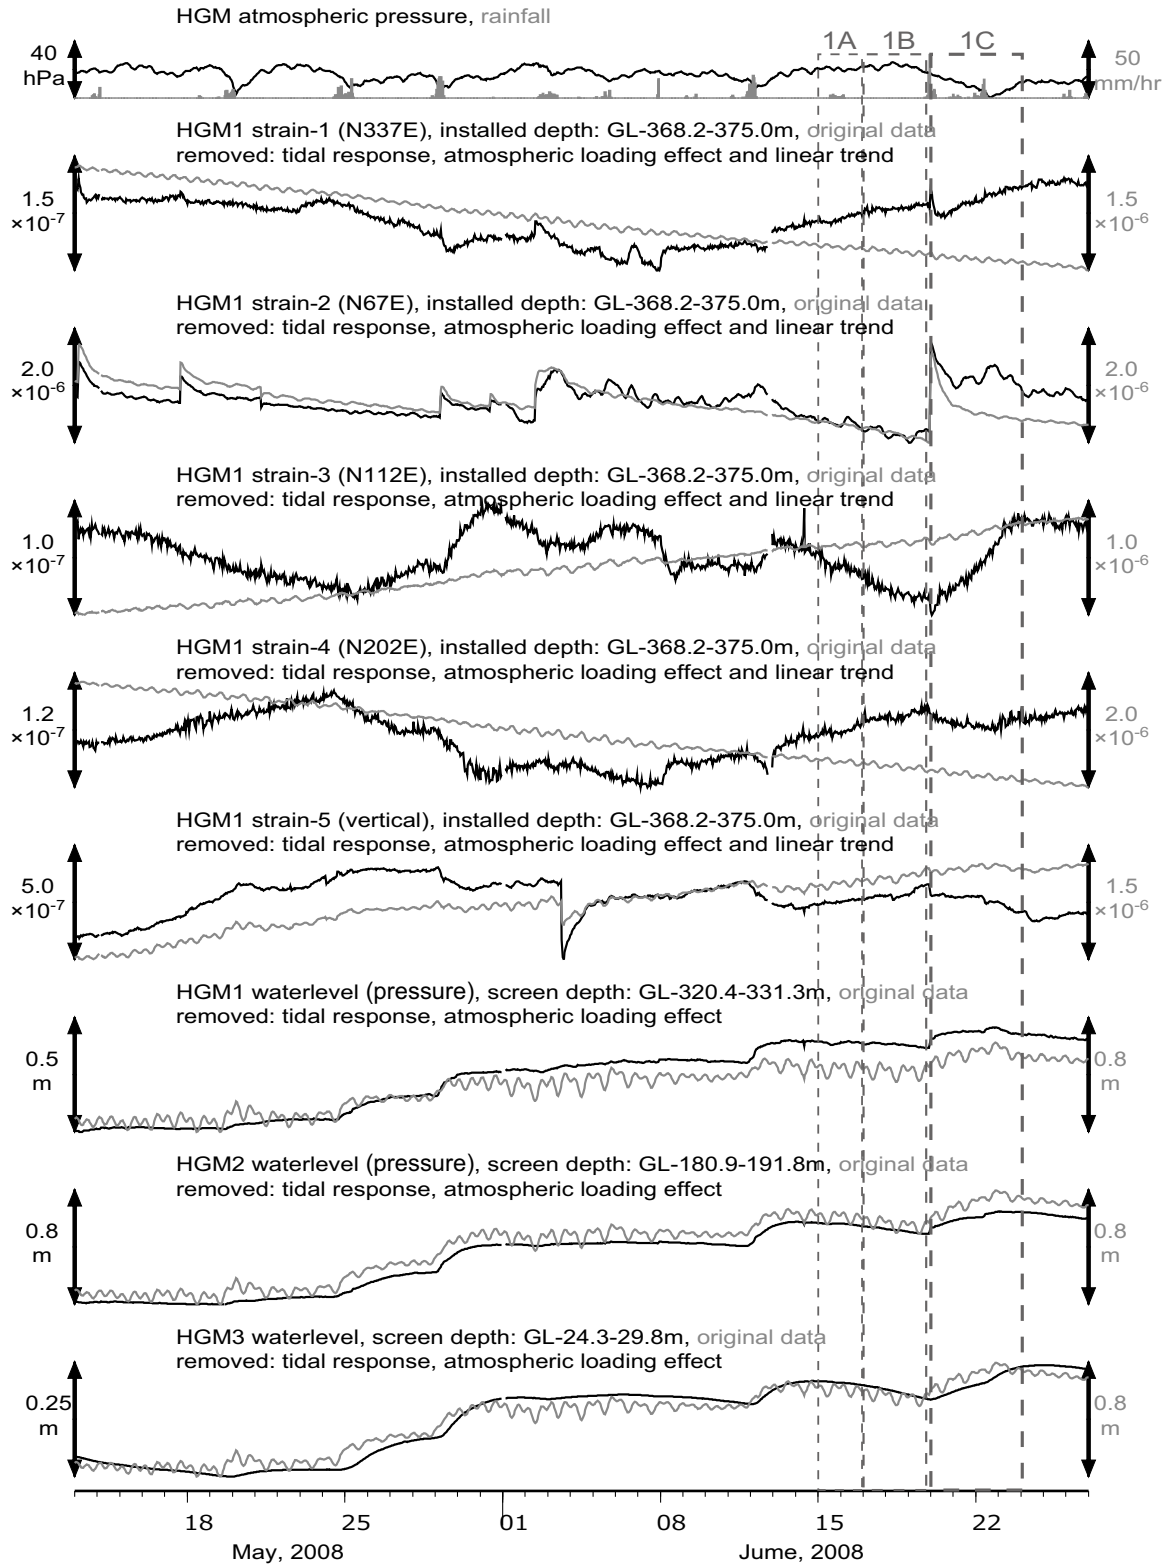 HGM atmospheric pressure, rainfall
40
hPa
1A 1B 1C
50
mm/hr
HGM1 strain-1 (N337E), installed depth: GL-368.2-375.0m, original data
removed: tidal response, atmospheric loading effect and linear trend
1.5
×10-7
1.5
×10-6
HGM1 strain-2 (N67E), installed depth: GL-368.2-375.0m, original data
removed: tidal response, atmospheric loading effect and linear trend
2.0
×10-6
2.0
×10-6
HGM1 strain-3 (N112E), installed depth: GL-368.2-375.0m, original data
removed: tidal response, atmospheric loading effect and linear trend
1.0
×10-7
1.0
×10-6
HGM1 strain-4 (N202E), installed depth: GL-368.2-375.0m, original data
removed: tidal response, atmospheric loading effect and linear trend
1.2
×10-7
2.0
×10-6
HGM1 strain-5 (vertical), installed depth: GL-368.2-375.0m, original data
removed: tidal response, atmospheric loading effect and linear trend
5.0
×10-7
1.5
×10-6
HGM1 waterlevel (pressure), screen depth: GL-320.4-331.3m, original data
removed: tidal response, atmospheric loading effect
0.5
m
0.8
m
HGM2 waterlevel (pressure), screen depth: GL-180.9-191.8m, original data
removed: tidal response, atmospheric loading effect
0.8
m
0.8
m
HGM3 waterlevel, screen depth: GL-24.3-29.8m, original data
removed: tidal response, atmospheric loading effect
0.25
m
0.8
m
18 25 01 08 15 22
May, 2008 Jume, 2008